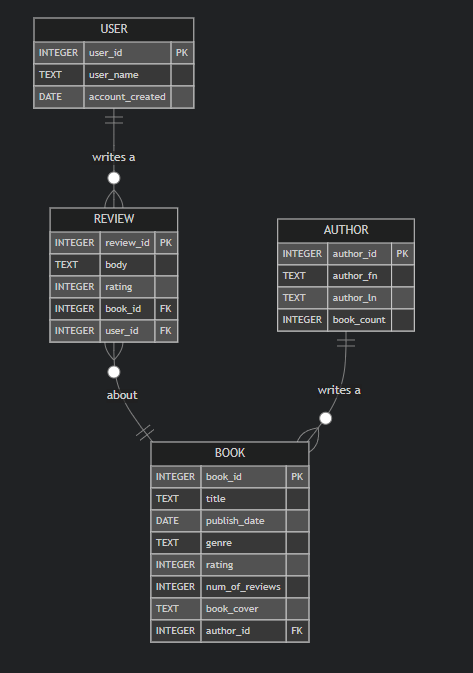 USER
INTEGER user_id PK
TEXT user_name
DATE account_created
writes a
REVIEW
INTEGER review_id PK
TEXT body
INTEGER rating
INTEGER book_id FK
INTEGER user_id FK
AUTHOR
INTEGER author_id PK
TEXT author_fn
TEXT author_ln
INTEGER book_count
about
writes a
BOOK
INTEGER book_id PK
TEXT title
DATE publish_date
TEXT genre
INTEGER rating
INTEGER num_of_reviews
TEXT book_cover
INTEGER author_id FK